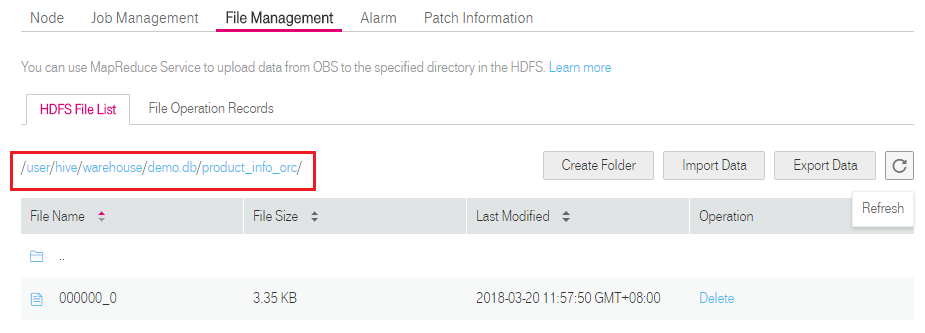 Node Job Management File Management Alarm Patch Information
You can use MapReduce Service to upload data from OBS to the specified directory in the HDFS. Learn more
HDFS File List File Operation Records
/user/hive/warehouse/demo.db/product_info_orc/ Create Folder Import Data Export Data
Refresh
File Name File Size Last Modified Operation
..
000000_0 3.35 KB 2018-03-20 11:57:50 GMT+08:00 Delete